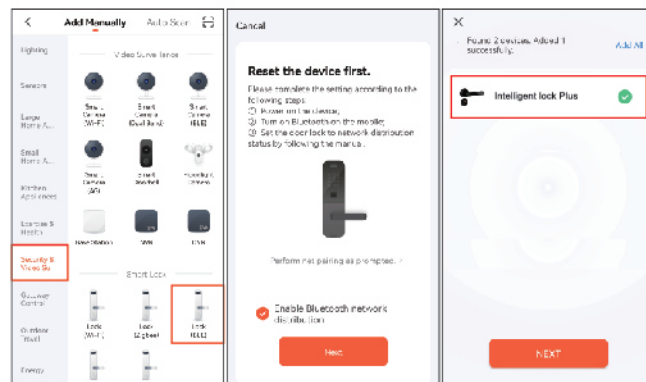 Add Manually Auto Scan
Lighting
Sensors
Large
Home A...
Small
Home A...
Kitchen
Appliances
Exercise &
Health
Security &
Video Su
Gateway
Control
Outdoor
Travel
Energy
Video Surveillance
Smart
Camera
(Wi-Fi)
Smart
Camera
(Dual Band)
Smart
Camera
(BLE)
Smart
Camera
(4G)
Smart
Doorbell
Floodlight
Camera
Base Station
NVR
DVR
Smart Lock
Lock
(Wi-Fi)
Lock
(Zigbee)
Lock
(BLE)
Cancal
Reset the device first.
Please complete the setting according to the
following steps:
① Power on the device;
② Turn on Bluetooth on the mobile;
③ Set the door lock to network distribution
status by following the manual.
Perform net pairing as prompted. >
Enable Bluetooth network
distribution
Next
Found 2 devices. Added 1
successfully.
Add All
Intelligent lock Plus
NEXT